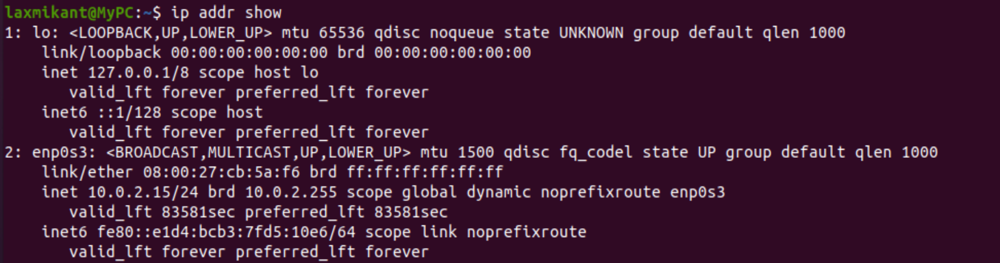 laxmikant@MyPC:~$ ip addr show
1: lo: <LOOPBACK,UP,LOWER_UP> mtu 65536 qdisc noqueue state UNKNOWN group default qlen 1000
    link/loopback 00:00:00:00:00:00 brd 00:00:00:00:00:00
    inet 127.0.0.1/8 scope host lo
       valid_lft forever preferred_lft forever
    inet6 ::1/128 scope host
       valid_lft forever preferred_lft forever
2: enp0s3: <BROADCAST,MULTICAST,UP,LOWER_UP> mtu 1500 qdisc fq_codel state UP group default qlen 1000
    link/ether 08:00:27:cb:5a:f6 brd ff:ff:ff:ff:ff:ff
    inet 10.0.2.15/24 brd 10.0.2.255 scope global dynamic noprefixroute enp0s3
       valid_lft 83581sec preferred_lft 83581sec
    inet6 fe80::e1d4:bcb3:7fd5:10e6/64 scope link noprefixroute
       valid_lft forever preferred_lft forever